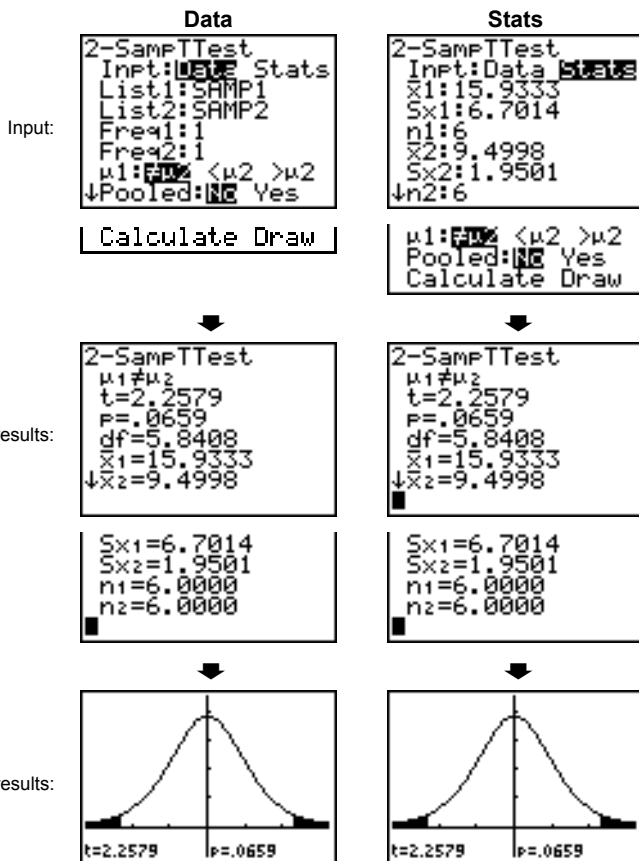 Data
2-SampTTest
Inpt:Data Stats
List1:SAMP1
List2:SAMP2
Freq1:1
Freq2:1
μ1:≠μ2 <μ2 >μ2
↓Pooled:No Yes
Calculate Draw
Stats
2-SampTTest
Inpt:Data Stats
x̄1:15.9333
Sx1:6.7014
n1:6
x̄2:9.4998
Sx2:1.9501
↓n2:6
μ1:≠μ2 <μ2 >μ2
Pooled:No Yes
Calculate Draw
Input:
2-SampTTest
μ1≠μ2
t=2.2579
p=.0659
df=5.8408
x̄1=15.9333
↓x̄2=9.4998
Sx1=6.7014
Sx2=1.9501
n1=6.0000
n2=6.0000
2-SampTTest
μ1≠μ2
t=2.2579
p=.0659
df=5.8408
x̄1=15.9333
↓x̄2=9.4998
Sx1=6.7014
Sx2=1.9501
n1=6.0000
n2=6.0000
esults:
t=2.2579 p=.0659
t=2.2579 p=.0659
esults: